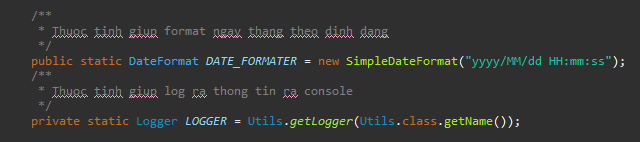 /**
* Thuoc tinh giup format ngay thang theo dinh dang
*/
public static DateFormat DATE_FORMATER = new SimpleDateFormat("yyyy/MM/dd HH:mm:ss");
/**
* Thuoc tinh giup log ra thong tin ra console
*/
private static Logger LOGGER = Utils.getLogger(Utils.class.getName());